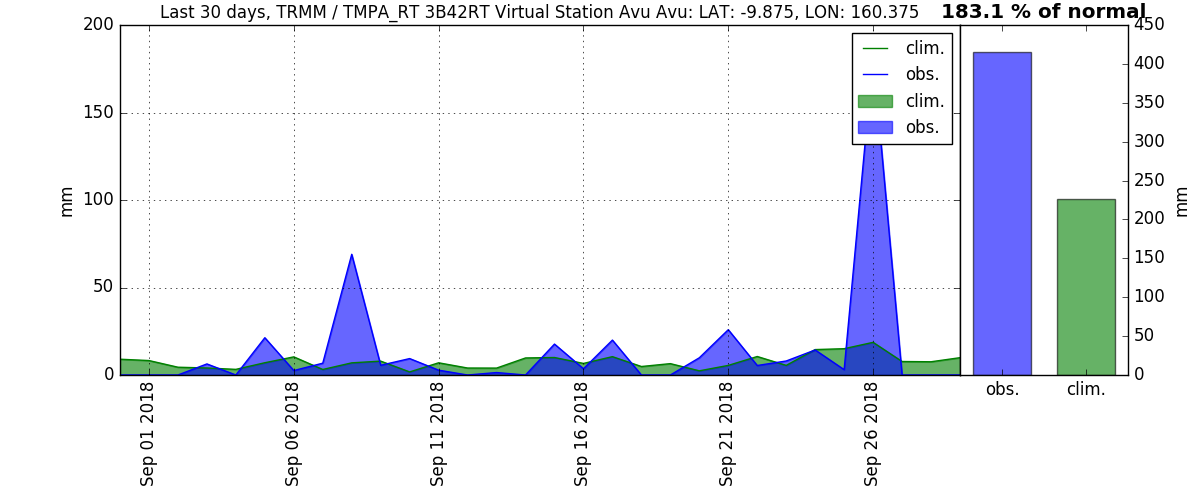 Last 30 days, TRMM / TMPA_RT 3B42RT Virtual Station Avu Avu: LAT: -9.875, LON: 160.375
183.1 % of normal
200
150
100
50
0
mm
clim.
obs.
clim.
obs.
Sep 01 2018
Sep 06 2018
Sep 11 2018
Sep 16 2018
Sep 21 2018
Sep 26 2018
450
400
350
300
250
200
150
100
50
0
mm
obs.
clim.